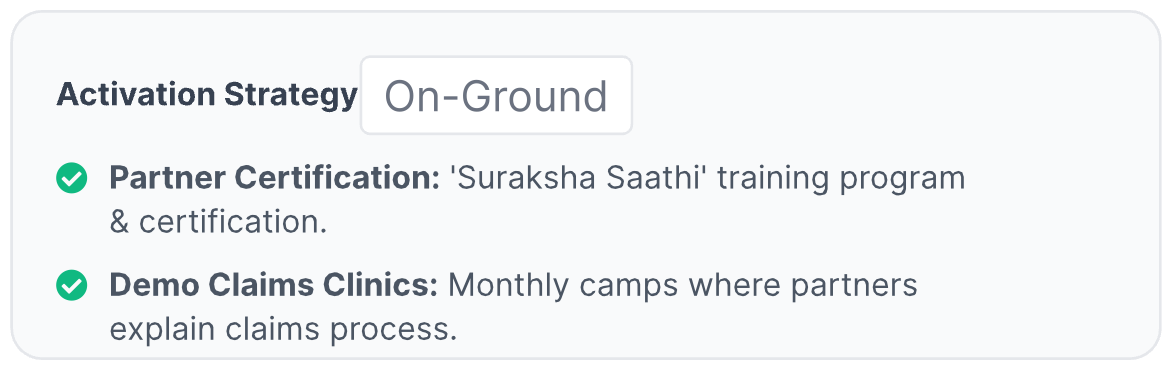 Activation Strategy On-Ground
Partner Certification: 'Suraksha Saathi' training program
& certification.
Demo Claims Clinics: Monthly camps where partners
explain claims process.